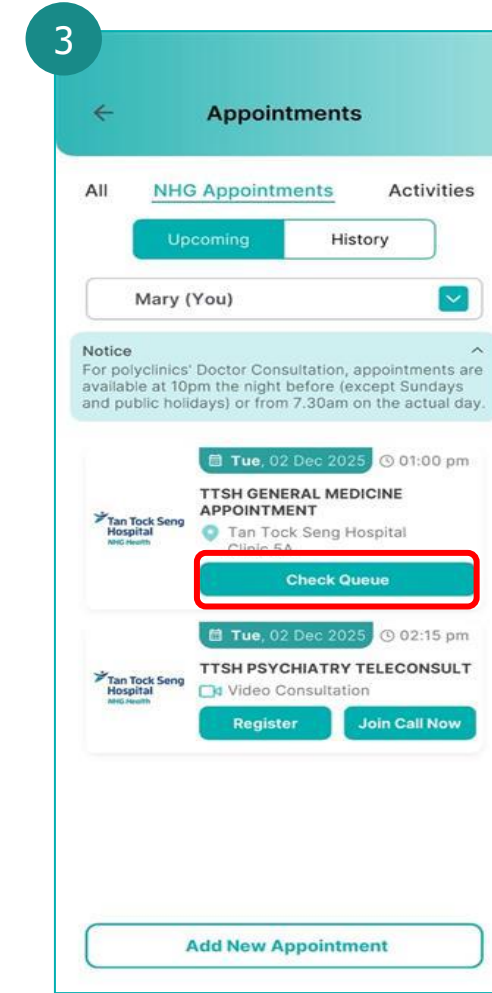 3
Appointments
All NHG Appointments Activities
Upcoming History
Mary (You)
Notice
For polyclinics' Doctor Consultation, appointments are
available at 10pm the night before (except Sundays
and public holidays) or from 7.30am on the actual day.
Tue, 02 Dec 2025 01:00 pm
TTSH GENERAL MEDICINE
APPOINTMENT
Tan Tock Seng
Hospital
NHG Health
Tan Tock Seng Hospital
Clinic 5A
Check Queue
Tue, 02 Dec 2025 02:15 pm
TTSH PSYCHIATRY TELECONSULT
Tan Tock Seng
Hospital
NHG Health
Video Consultation
Register Join Call Now
Add New Appointment